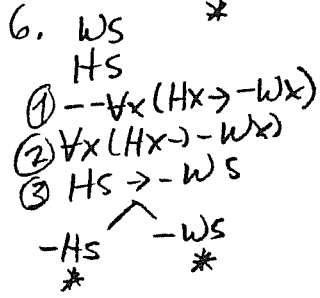 6. WS *
HS
① --∀x(Hx→-Wx)
② ∀x(Hx→-Wx)
③ HS→-WS
-HS -WS
* *